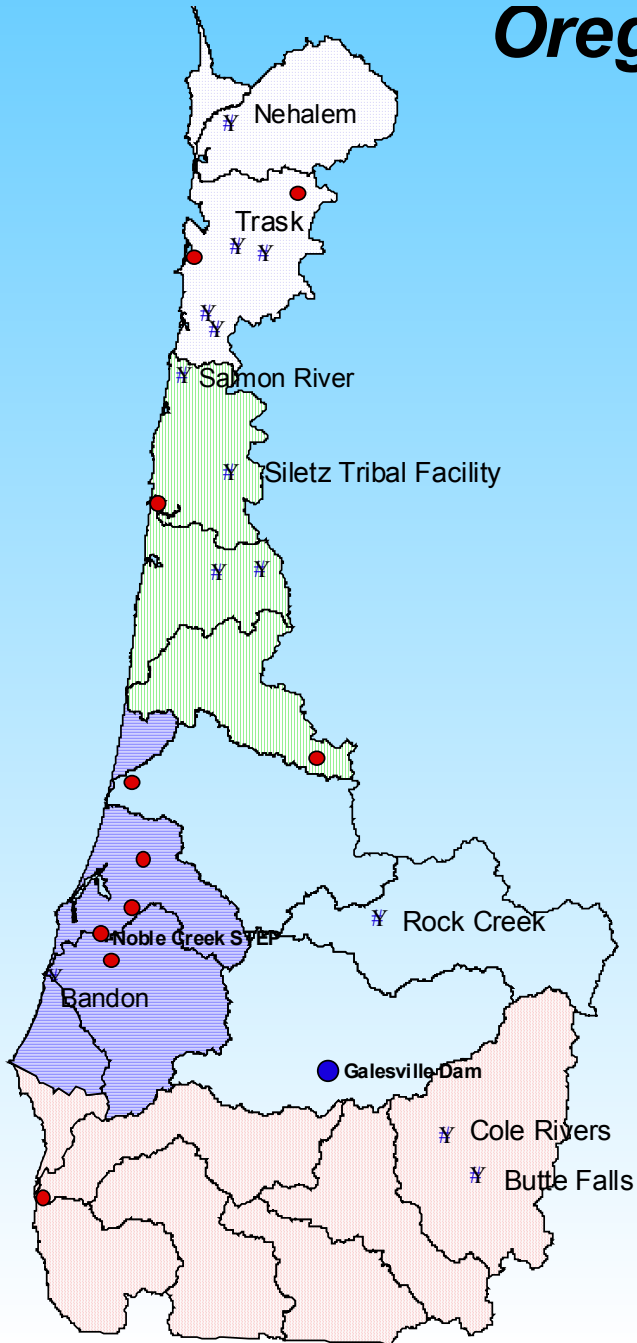 Oreg
Nehalem
Trask
Salmon River
Siletz Tribal Facility
Rock Creek
Noble Creek STEP
Bandon
Galesville Dam
Cole Rivers
Butte Falls